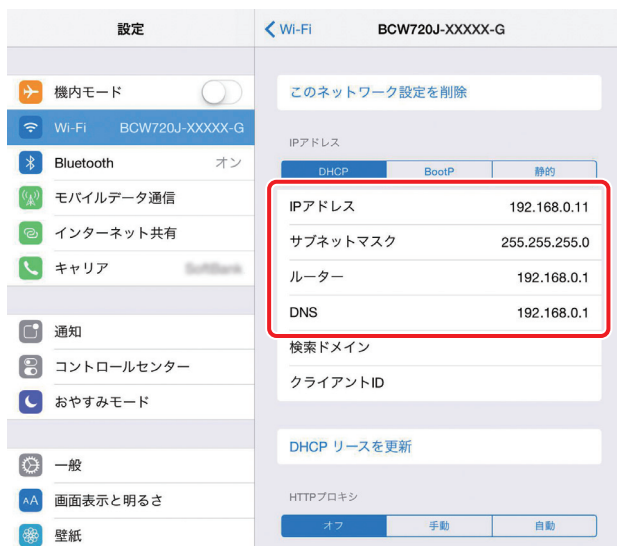 設定
機内モード
Wi-Fi BCW720J-XXXXX-G
Bluetooth オン
モバイルデータ通信
インターネット共有
キャリア
通知
コントロールセンター
おやすみモード
一般
AA 画面表示と明るさ
壁紙
Wi-Fi BCW720J-XXXXX-G
このネットワーク設定を削除
IPアドレス
DHCP BootP 静的
IPアドレス 192.168.0.11
サブネットマスク 255.255.255.0
ルーター 192.168.0.1
DNS 192.168.0.1
検索ドメイン
クライアントID
DHCP リースを更新
HTTPプロキシ
オフ 手動 自動